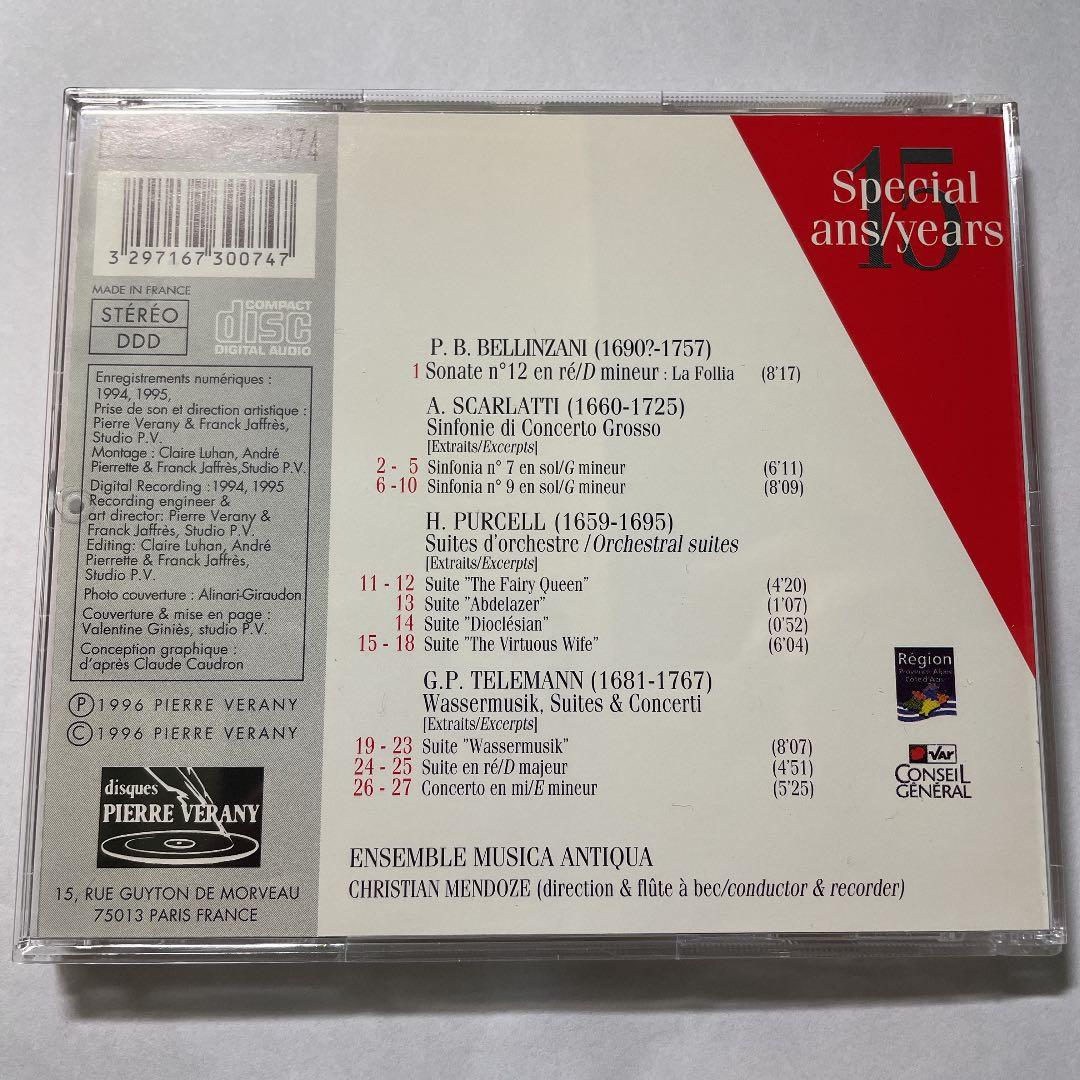 074
3 297167 300747
MADE IN FRANCE
STÉRÉO
DDD
COMPACT
disc
DIGITAL AUDIO
Enregistrements numériques :
1994, 1995,
Prise de son et direction artistique :
Pierre Verany & Franck Jaffrès,
Studio P.V.
Montage : Claire Luhan, André
Pierrette & Franck Jaffrès,Studio P.V.
Digital Recording :1994, 1995
Recording engineer &
art director: Pierre Verany &
Franck Jaffrès, Studio P.V.
Editing: Claire Luhan, André
Pierrette & Franck Jaffrès,
Studio P.V.
Photo couverture : Alinari-Giraudon
Couverture & mise en page :
Valentine Giniès, studio P.V.
Conception graphique :
d'après Claude Caudron
Ⓟ1996 PIERRE VERANY
©1996 PIERRE VERANY
disques
PIERRE VERANY
15, RUE GUYTON DE MORVEAU
75013 PARIS FRANCE
15
Special
ans/years
P. B. BELLINZANI (1690?-1757)
1 Sonate n°12 en ré/D mineur : La Follia (8'17)
A. SCARLATTI (1660-1725)
Sinfonie di Concerto Grosso
[Extraits/Excerpts]
2 - 5 Sinfonia n° 7 en sol/G mineur (6'11)
6 -10 Sinfonia n° 9 en sol/G mineur (8'09)
H. PURCELL (1659-1695)
Suites d'orchestre /Orchestral suites
[Extraits/Excerpts]
11 - 12 Suite "The Fairy Queen" (4'20)
13 Suite "Abdelazer" (1'07)
14 Suite "Dioclésian" (0'52)
15 - 18 Suite "The Virtuous Wife" (6'04)
G.P. TELEMANN (1681-1767)
Wassermusik, Suites & Concerti
[Extraits/Excerpts]
19 - 23 Suite "Wassermusik" (8'07)
24 - 25 Suite en ré/D majeur (4'51)
26 - 27 Concerto en mi/E mineur (5'25)
Région
Provence Alpes
Côte d'Azur
Var
CONSEIL
GÉNÉRAL
ENSEMBLE MUSICA ANTIQUA
CHRISTIAN MENDOZE (direction & flûte à bec/conductor & recorder)